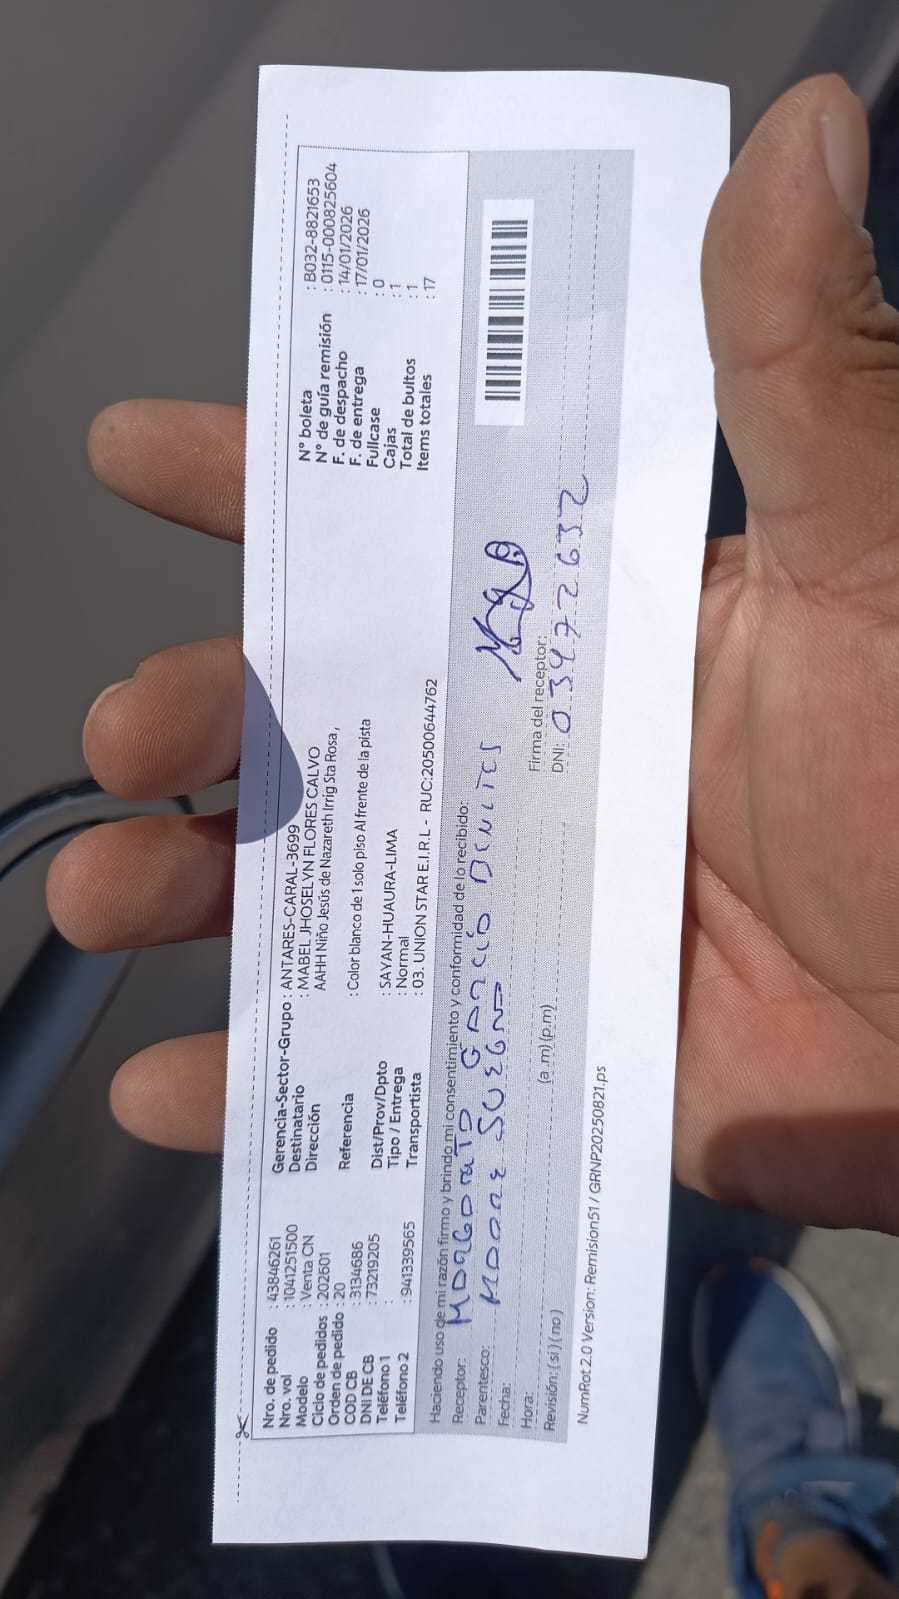 Nro. de pedido : 43846261
Nro. vol : 1041251500
Modelo : Venta CN
Ciclo de pedidos : 202601
Orden de pedido : 20
COD CB : 3134686
DNI DE CB : 73219205
Teléfono 1 :
Teléfono 2 : 941339565
Gerencia-Sector-Grupo : ANTARES-CARAL-3699
Destinatario : MABEL JHOSELYN FLORES CALVO
Dirección AAHH Niño Jesús de Nazareth Irrig Sta Rosa ,
Referencia : Color blanco de 1 solo piso Al frente de la pista
Dist/Prov/Dpto : SAYAN-HUAURA-LIMA
Tipo / Entrega : Normal
Transportista : 03. UNION STAR E.I.R.L - RUC:20500644762
N° boleta : B032-8821653
N° de guía remisión : 0115-000825604
F. de despacho : 14/01/2026
F. de entrega : 17/01/2026
Fullcase : 0
Cajas : 1
Total de bultos : 1
Items totales : 17
Haciendo uso de mi razón firmo y brindo mi consentimiento y conformidad de lo recibido:
Receptor:
Parentesco: SUEGRA
Fecha:
Hora: (a .m) (p.m)
Revisión: ( si ) ( no )
Firma del receptor:
DNI: 03972632
NumRot 2.0 Version: Remision51 / GRNP20250821.ps